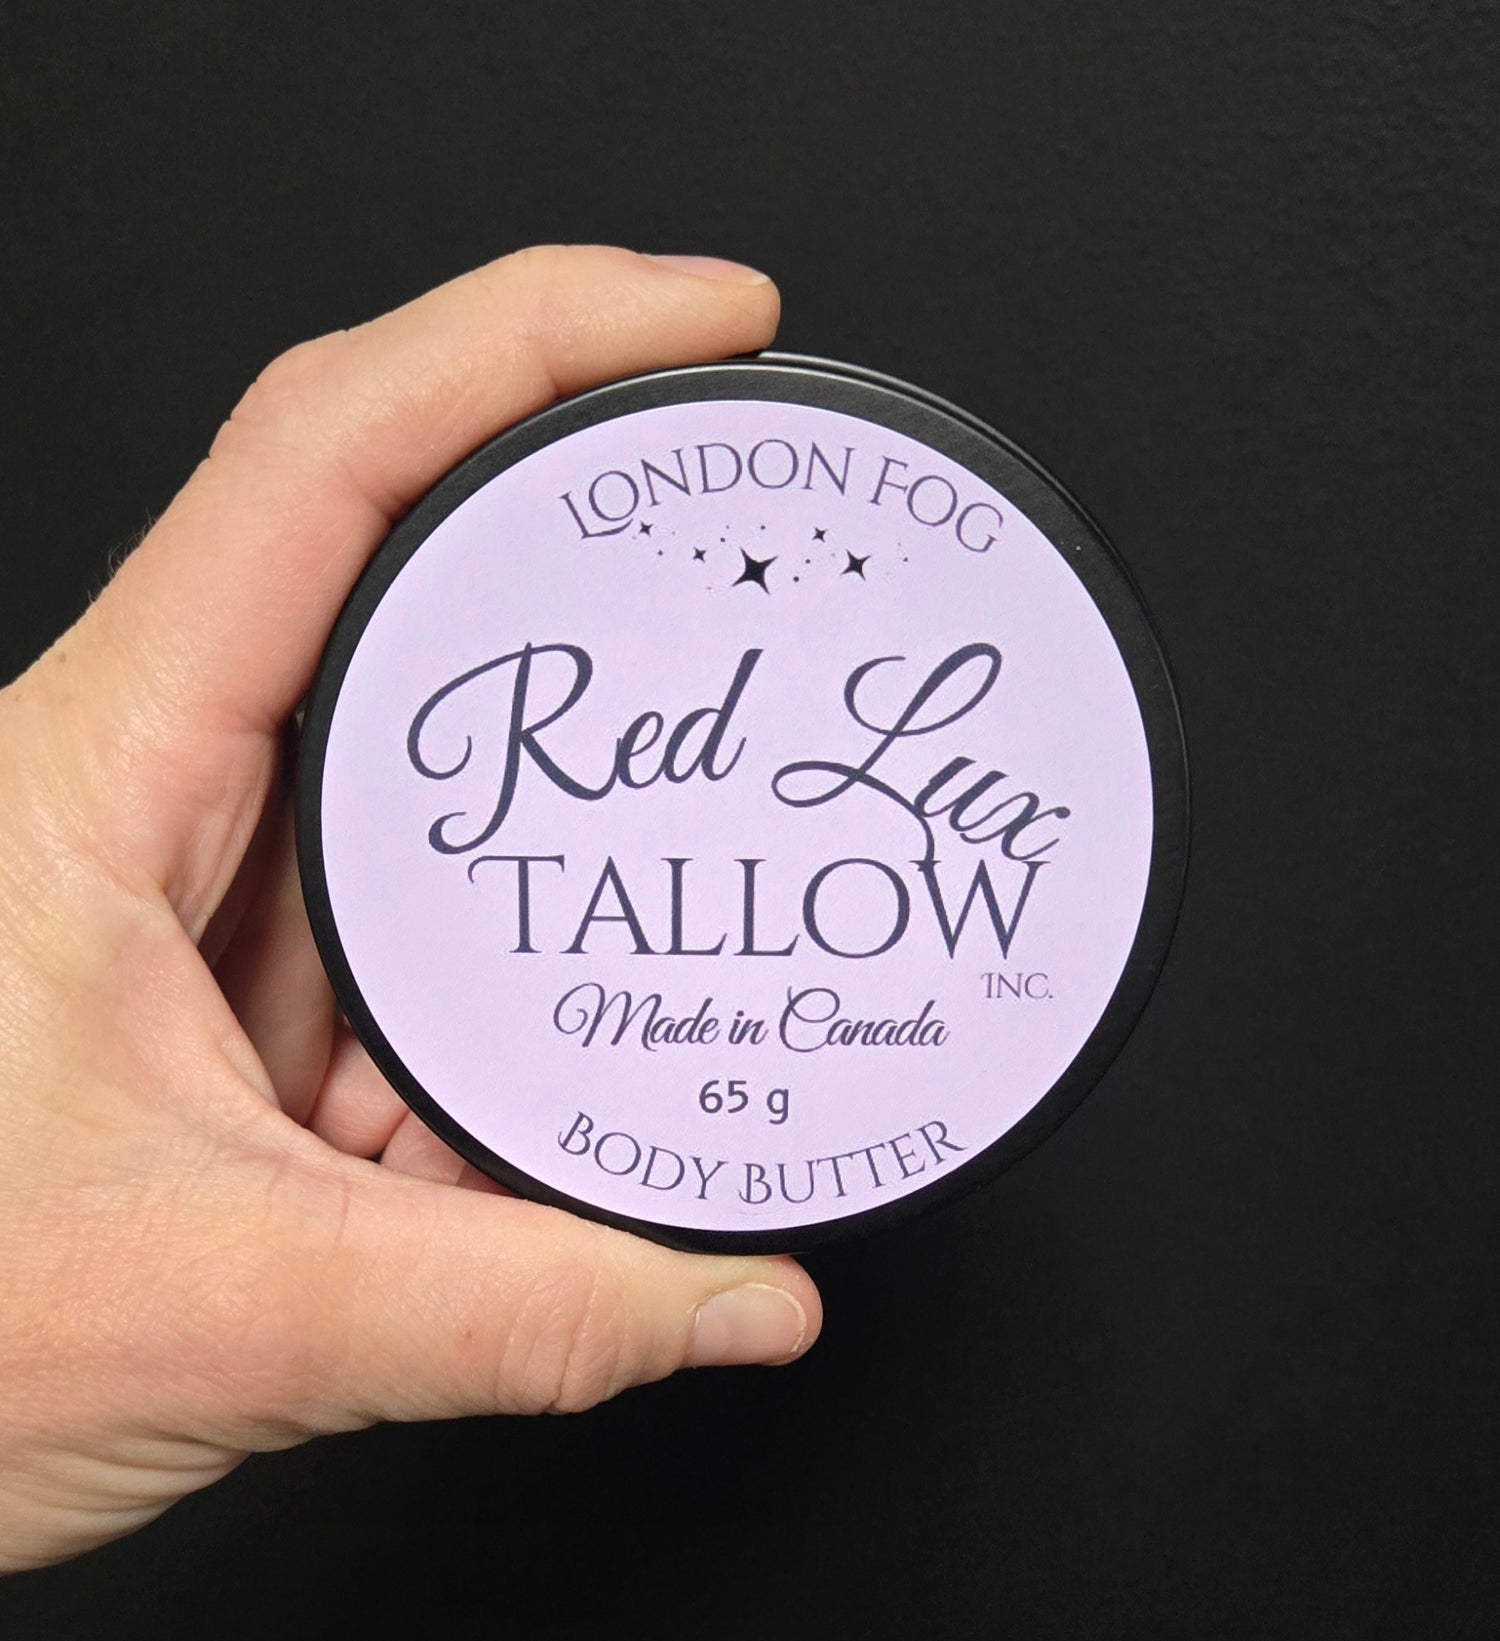 LONDON FOG
Red Lux
TALLOW
INC.
Made in Canada
65 g
BODY BUTTER